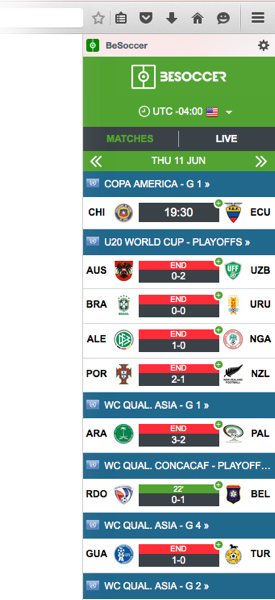 BeSoccer
BESOCCER
UTC -04:00
MATCHES LIVE
THU 11 JUN
COPA AMERICA - G 1 »
CHI 19:30 ECU
U20 WORLD CUP - PLAYOFFS »
END
AUS 0-2 UZB
END
BRA 0-0 URU
END
ALE 1-0 NGA
END
POR 2-1 NZL
WC QUAL. ASIA - G 1 »
END
ARA 3-2 PAL
WC QUAL. CONCACAF - PLAYOFF...
22'
RDO 0-1 BEL
WC QUAL. ASIA - G 4 »
END
GUA 1-0 TUR
WC QUAL. ASIA - G 2 »